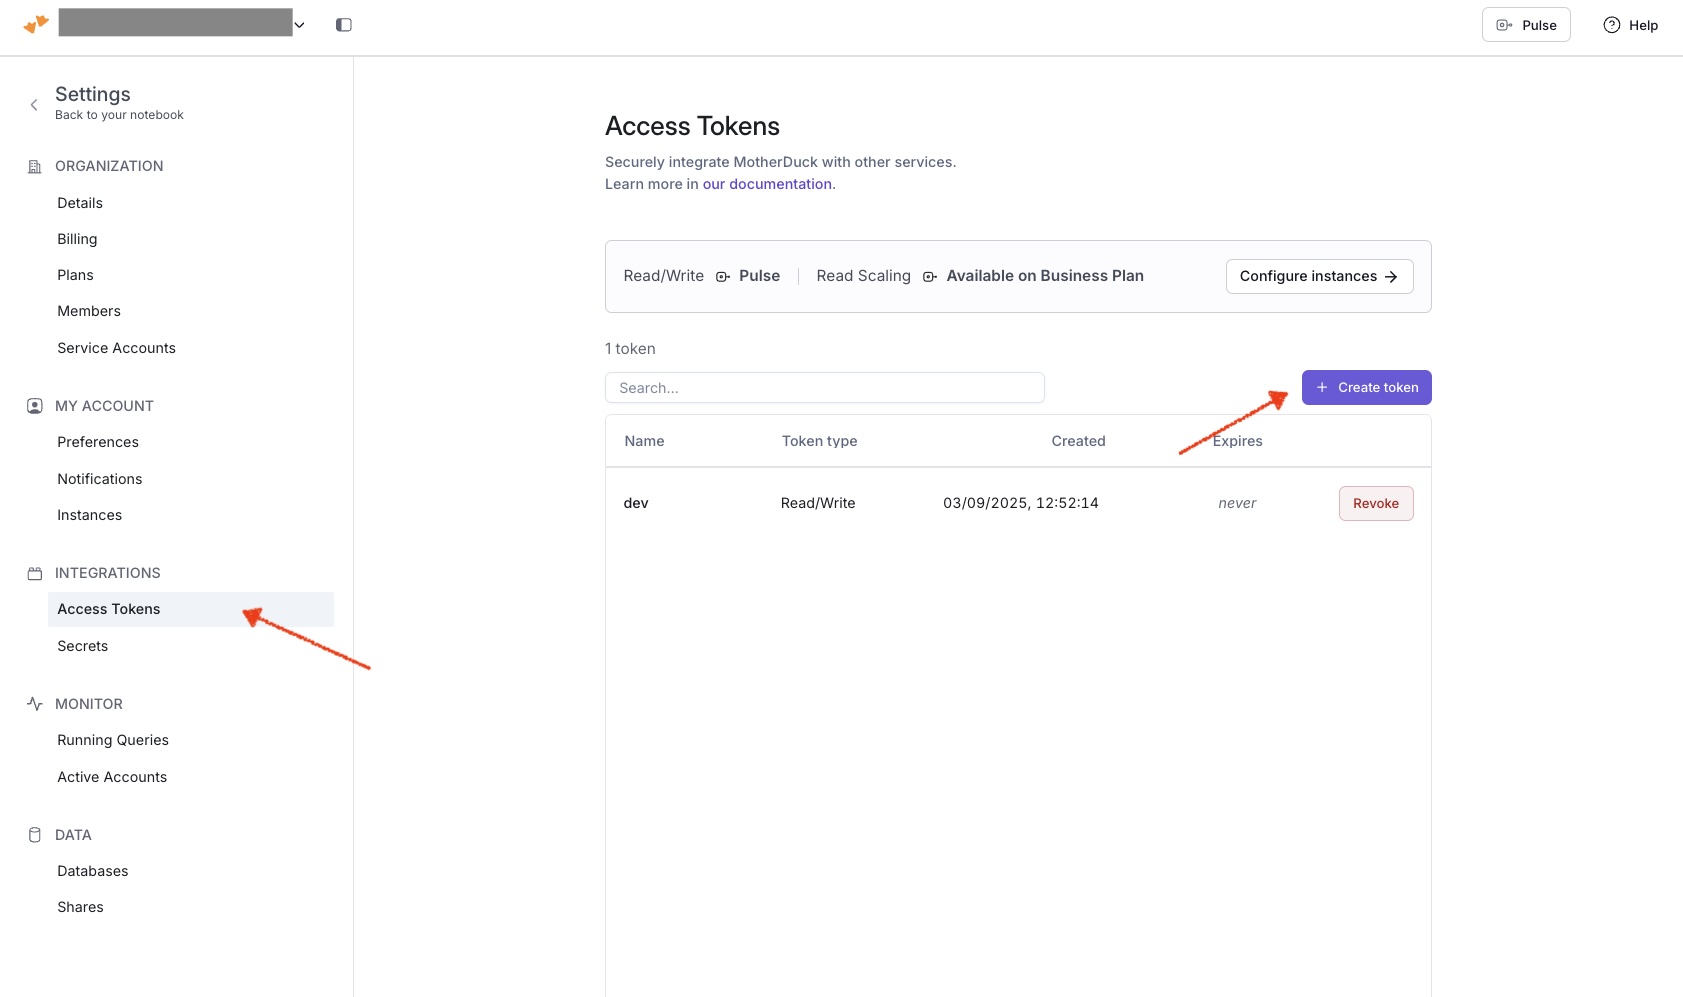 Pulse
Help
Settings
Back to your notebook
ORGANIZATION
Details
Billing
Plans
Members
Service Accounts
MY ACCOUNT
Preferences
Notifications
Instances
INTEGRATIONS
Access Tokens
Secrets
MONITOR
Running Queries
Active Accounts
DATA
Databases
Shares
Access Tokens
Securely integrate MotherDuck with other services.
Learn more in our documentation.
Read/Write Pulse Read Scaling Available on Business Plan Configure instances →
1 token
Search...
+ Create token
Name Token type Created Expires
dev Read/Write 03/09/2025, 12:52:14 never Revoke